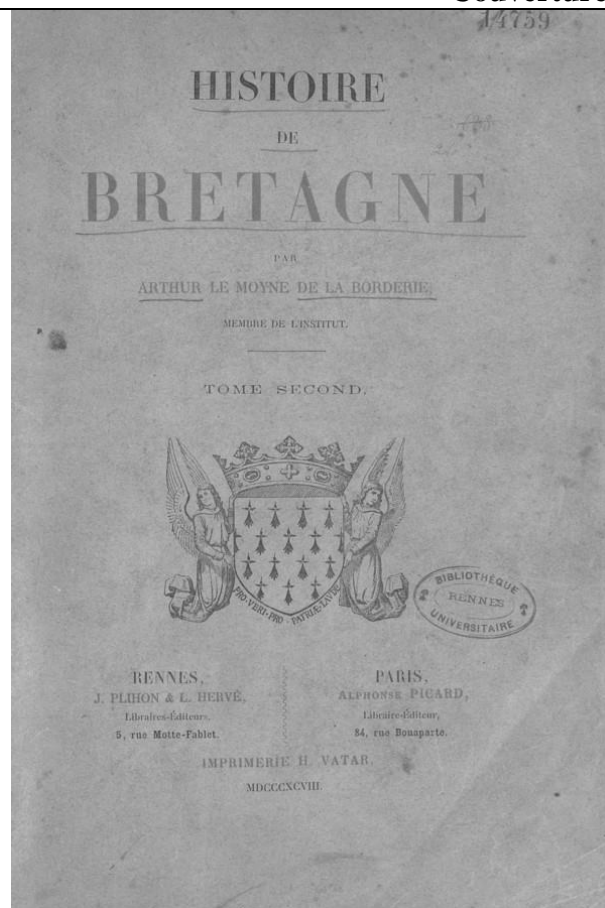 Couverture
14759
HISTOIRE
DE
BRETAGNE
PAR
ARTHUR LE MOYNE DE LA BORDERIE,
MEMBRE DE L'INSTITUT.
TOME SECOND.
PRO·VERI·PRO·PATRIÆ·LAVDE
BIBLIOTHÈQUE
RENNES
UNIVERSITAIRE
RENNES,
J. PLIHON & L. HERVÉ,
Libraires-Éditeurs,
5, rue Motte-Fablet.
PARIS,
ALPHONSE PICARD,
Libraire-Éditeur,
84, rue Bonaparte.
IMPRIMERIE H. VATAR.
MDCCCXCVIII.